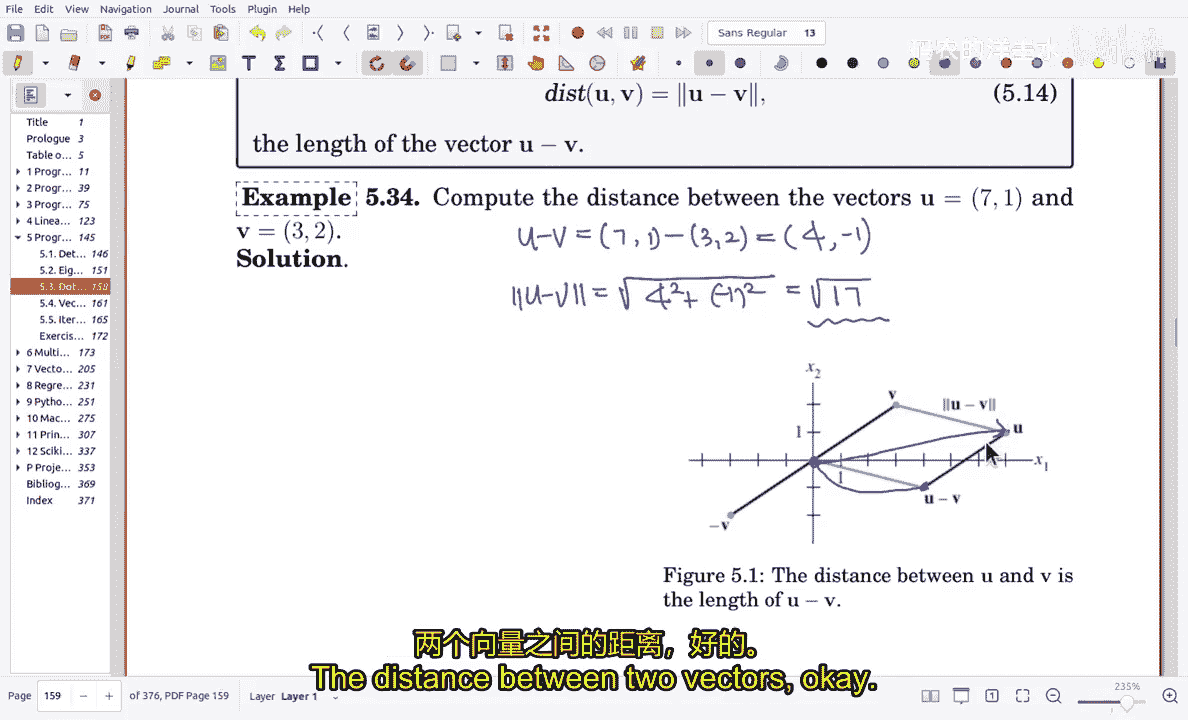 File Edit View Navigation Journal Tools Plugin Help
Sans Regular 13
dist(u, v) = ‖u − v‖, (5.14)
the length of the vector u − v.
Example 5.34. Compute the distance between the vectors u = (7, 1) and
v = (3, 2).
u-v = (7, 1) - (3, 2) = (4, -1)
Solution.
‖u-v‖ = √4² + (-1)² = √17
Title 1
Prologue 3
Table o... 5
1 Progr... 11
2 Progr... 39
3 Progr... 75
4 Linea... 123
5 Progr... 145
5.1. Det... 146
5.2. Eig... 151
5.3. Dot... 158
5.4. Vec... 161
5.5. Iter... 165
Exercis... 172
6 Multi... 173
7 Vecto... 205
8 Regre... 231
9 Pytho... 251
10 Mac... 275
11 Prin... 307
12 Sciki... 337
P Proje... 353
Bibliog... 369
Index 371
x₂
v
‖u − v‖
u
1
x₁
1
u − v
−v
Figure 5.1: The distance between u and v is
the length of u − v.
两个向量之间的距离，好的。
The distance between two vectors, okay.
Page 159 of 376, PDF Page 159 Layer Layer 1 235%